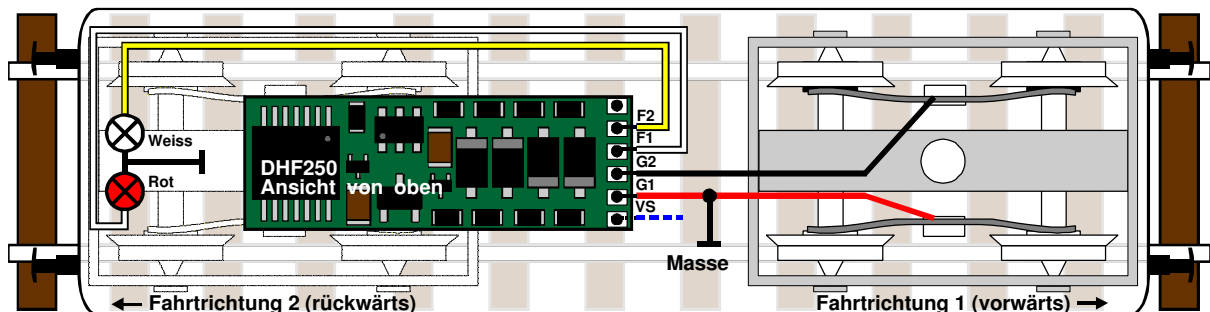 F2
Weiss
F1
DHF250
G2
Rot
Ansicht von oben
G1
VS
Masse
Fahrtrichtung 2 (rückwärts)
Fahrtrichtung 1 (vorwärts)